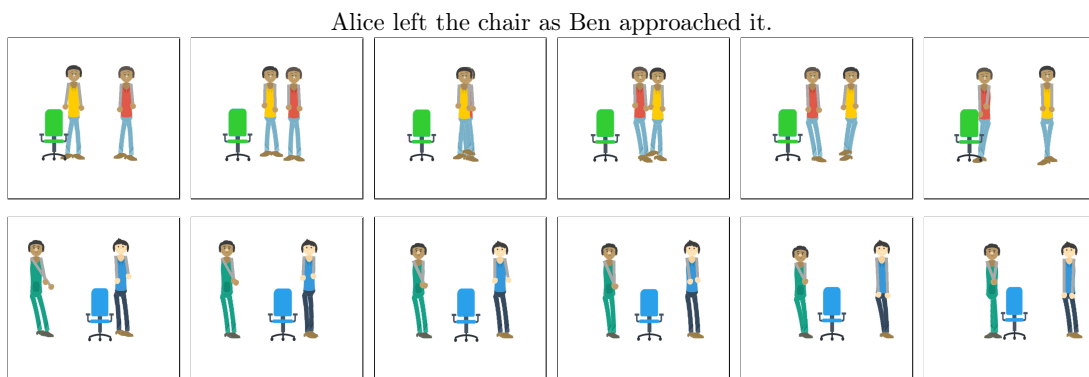 Alice left the chair as Ben approached it.